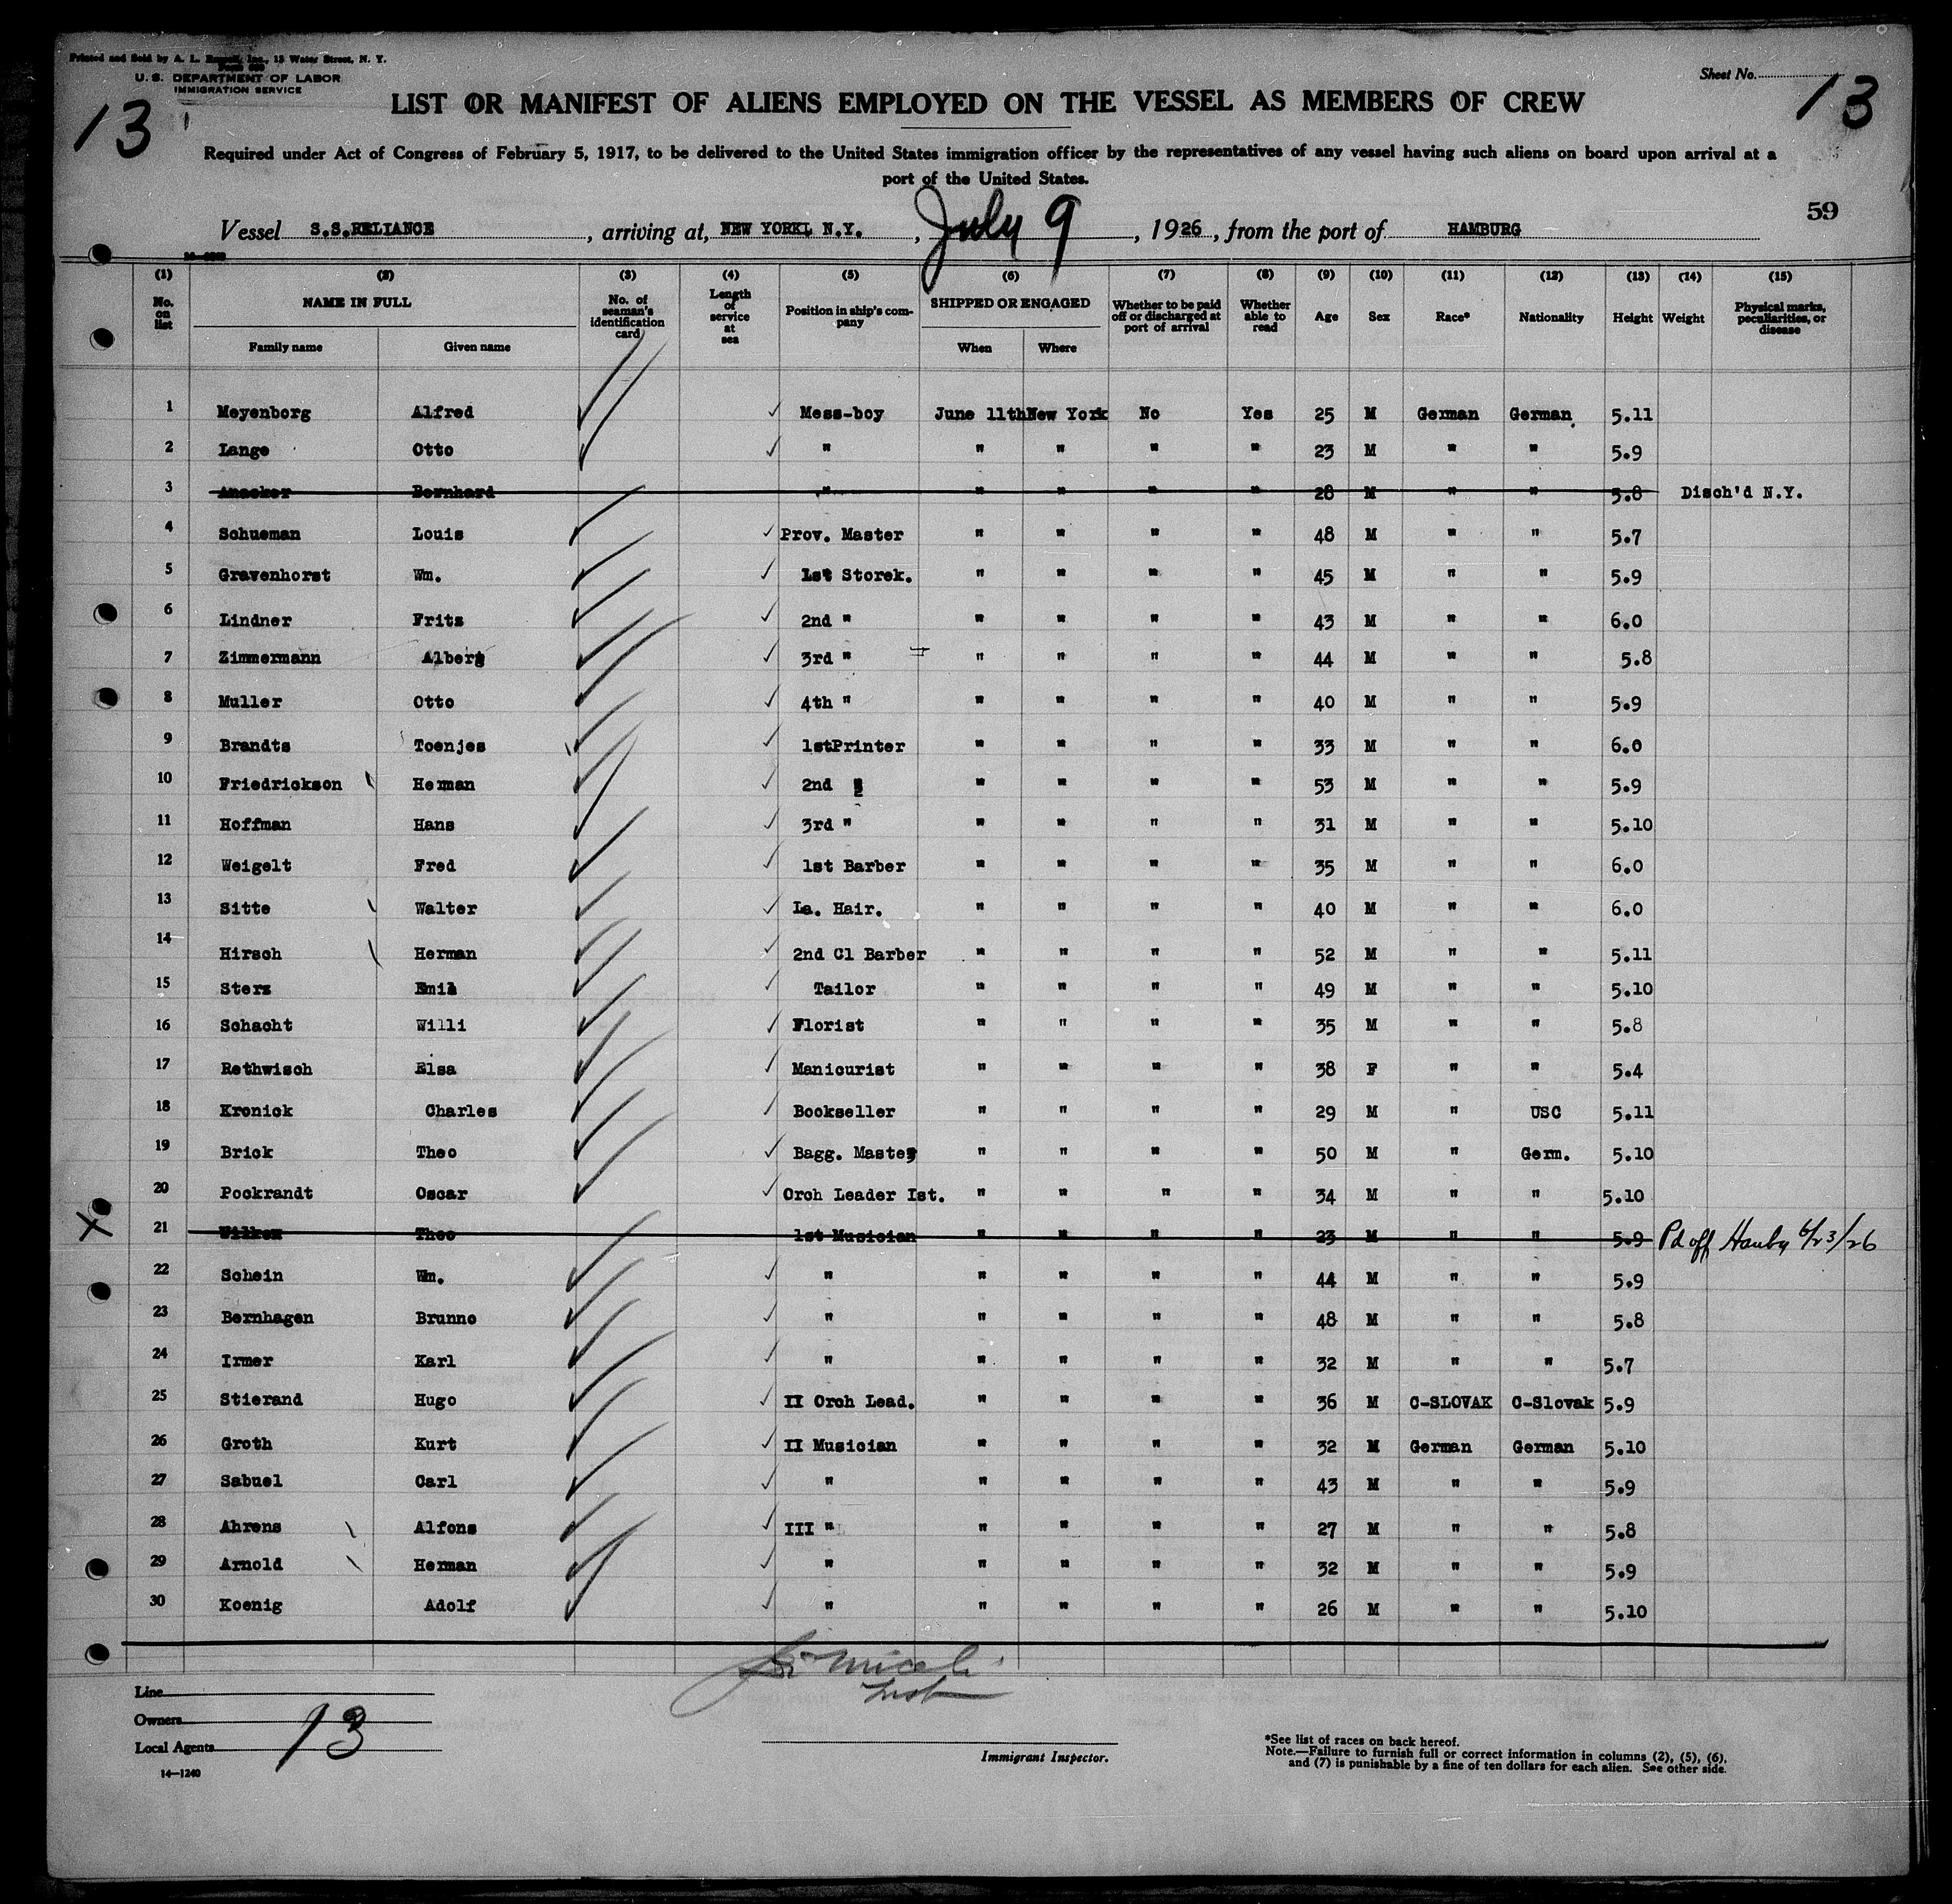 Printed and Sold by A. L. Russell, Inc., 13 Water Street, N. Y.
U. S. DEPARTMENT OF LABOR
IMMIGRATION SERVICE
Sheet No. 13
13
LIST OR MANIFEST OF ALIENS EMPLOYED ON THE VESSEL AS MEMBERS OF CREW
Required under Act of Congress of February 5, 1917, to be delivered to the United States immigration officer by the representatives of any vessel having such aliens on board upon arrival at a
port of the United States.
59
Vessel S.S.RELIANCE, arriving at, NEW YORKL N.Y., July 9, 1926, from the port of HAMBURG
(1) (2) (3) (4) (5) (6) (7) (8) (9) (10) (11) (12) (13) (14) (15)
No. on list NAME IN FULL No. of seaman's identification card Length of service at sea Position in ship's company SHIPPED OR ENGAGED Whether to be paid off or discharged at port of arrival Whether able to read Age Sex Race* Nationality Height Weight Physical marks, peculiarities, or disease
Family name Given name When Where
1 Meyenborg Alfred Mess-boy June 11th New York No Yes 25 M German German 5.11
2 Lange Otto " " " " " 23 M " " 5.9
3 Anacker Bernhard " " " " " 28 M " " 5.8 Disch'd N.Y.
4 Schueman Louis Prov. Master " " " " 48 M " " 5.7
5 Gravenhorst Wm. 1st Storek. " " " " 45 M " " 5.9
6 Lindner Fritz 2nd " " " " " 43 M " " 6.0
7 Zimmermann Albert 3rd " " " " " 44 M " " 5.8
8 Muller Otto 4th " " " " " 40 M " " 5.9
9 Brandts Toenjes 1stPrinter " " " " 33 M " " 6.0
10 Friedrickson Herman 2nd " " " " " 53 M " " 5.9
11 Hoffman Hans 3rd " " " " " 31 M " " 5.10
12 Weigelt Fred 1st Barber " " " " 35 M " " 6.0
13 Sitte Walter La. Hair. " " " " 40 M " " 6.0
14 Hirsch Herman 2nd Cl Barber " " " " 52 M " " 5.11
15 Sterz Emil Tailor " " " " 49 M " " 5.10
16 Schacht Willi Florist " " " " 35 M " " 5.8
17 Rethwisch Elsa Manicurist " " " " 38 F " " 5.4
18 Kronick Charles Bookseller " " " " 29 M " USC 5.11
19 Brick Theo Bagg. Master " " " " 50 M " Germ. 5.10
20 Pockrandt Oscar Orch Leader Ist. " " " " 34 M " " 5.10
X 21 Wilken Theo 1st Musician " " " " 23 M " " 5.9 Pd off Hamby 6/23/26
22 Schein Wm. " " " " " 44 M " " 5.9
23 Bernhagen Brunno " " " " " 48 M " " 5.8
24 Irmer Karl " " " " " 32 M " " 5.7
25 Stierand Hugo II Orch Lead. " " " " 36 M C-SLOVAK C-Slovak 5.9
26 Groth Kurt II Musician " " " " 32 M German German 5.10
27 Sabuel Carl " " " " " 43 M " " 5.9
28 Ahrens Alfons III " " " " " 27 M " " 5.8
29 Arnold Herman " " " " " 32 M " " 5.9
30 Koenig Adolf " " " " " 26 M " " 5.10
Line
Owners
Local Agents
13
14—1240
Immigrant Inspector.
*See list of races on back hereof.
Note.—Failure to furnish full or correct information in columns (2), (5), (6),
and (7) is punishable by a fine of ten dollars for each alien. See other side.